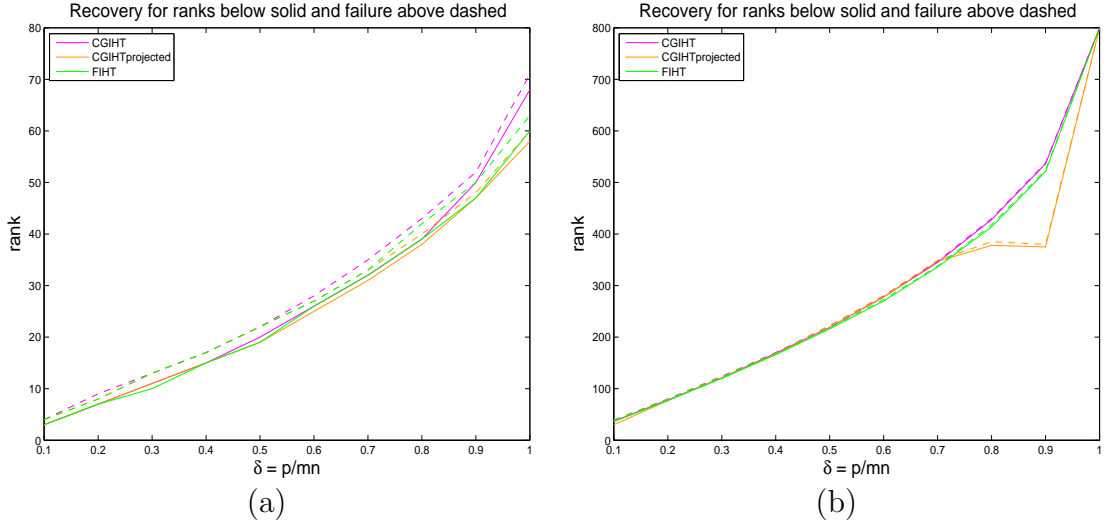 Recovery for ranks below solid and failure above dashed
80
70
60
50
40
30
20
10
0
rank
CGIHT
CGIHTprojected
FIHT
0.1 0.2 0.3 0.4 0.5 0.6 0.7 0.8 0.9 1
δ = p/mn
(a)
Recovery for ranks below solid and failure above dashed
800
700
600
500
400
300
200
100
0
rank
CGIHT
CGIHTprojected
FIHT
0.1 0.2 0.3 0.4 0.5 0.6 0.7 0.8 0.9 1
δ = p/mn
(b)